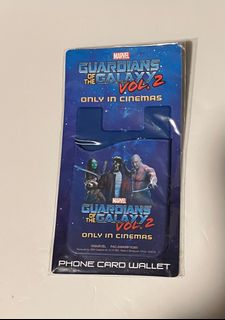 MARVEL
GUARDIANS
OF THE
GALAXY
VOL. 2
ONLY IN CINEMAS
MARVEL
GUARDIANS
OF THE
GALAXY
VOL. 2
ONLY IN CINEMAS
PHONE CARD WALLET